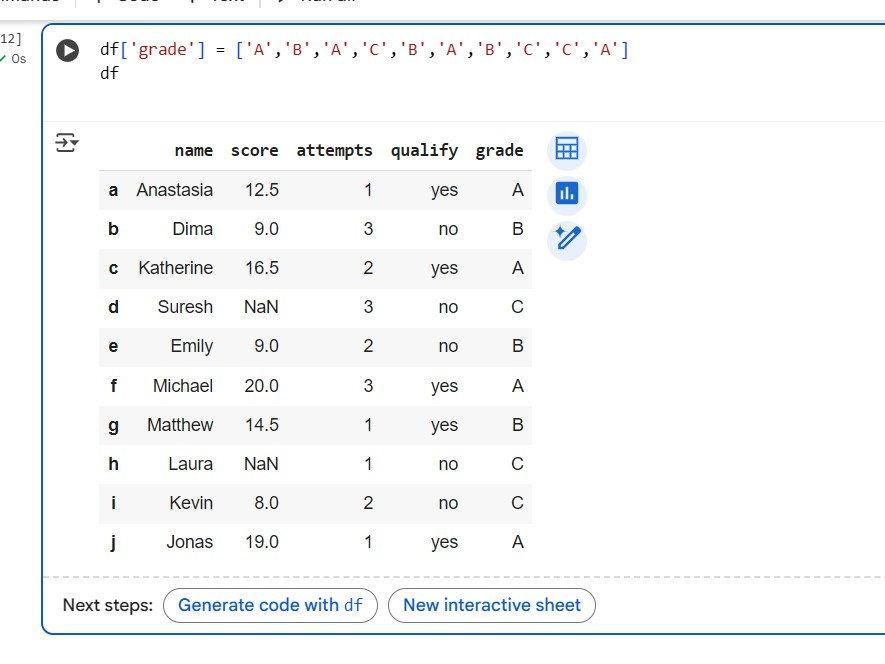 12]
0s
df['grade'] = ['A','B','A','C','B','A','B','C','C','A']
df
name score attempts qualify grade
a Anastasia 12.5 1 yes A
b Dima 9.0 3 no B
c Katherine 16.5 2 yes A
d Suresh NaN 3 no C
e Emily 9.0 2 no B
f Michael 20.0 3 yes A
g Matthew 14.5 1 yes B
h Laura NaN 1 no C
i Kevin 8.0 2 no C
j Jonas 19.0 1 yes A
Next steps: Generate code with df New interactive sheet